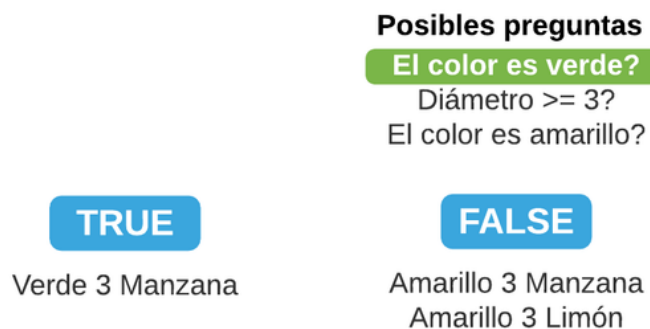 Posibles preguntas
El color es verde?
Diámetro >= 3?
El color es amarillo?
TRUE
FALSE
Verde 3 Manzana
Amarillo 3 Manzana
Amarillo 3 Limón